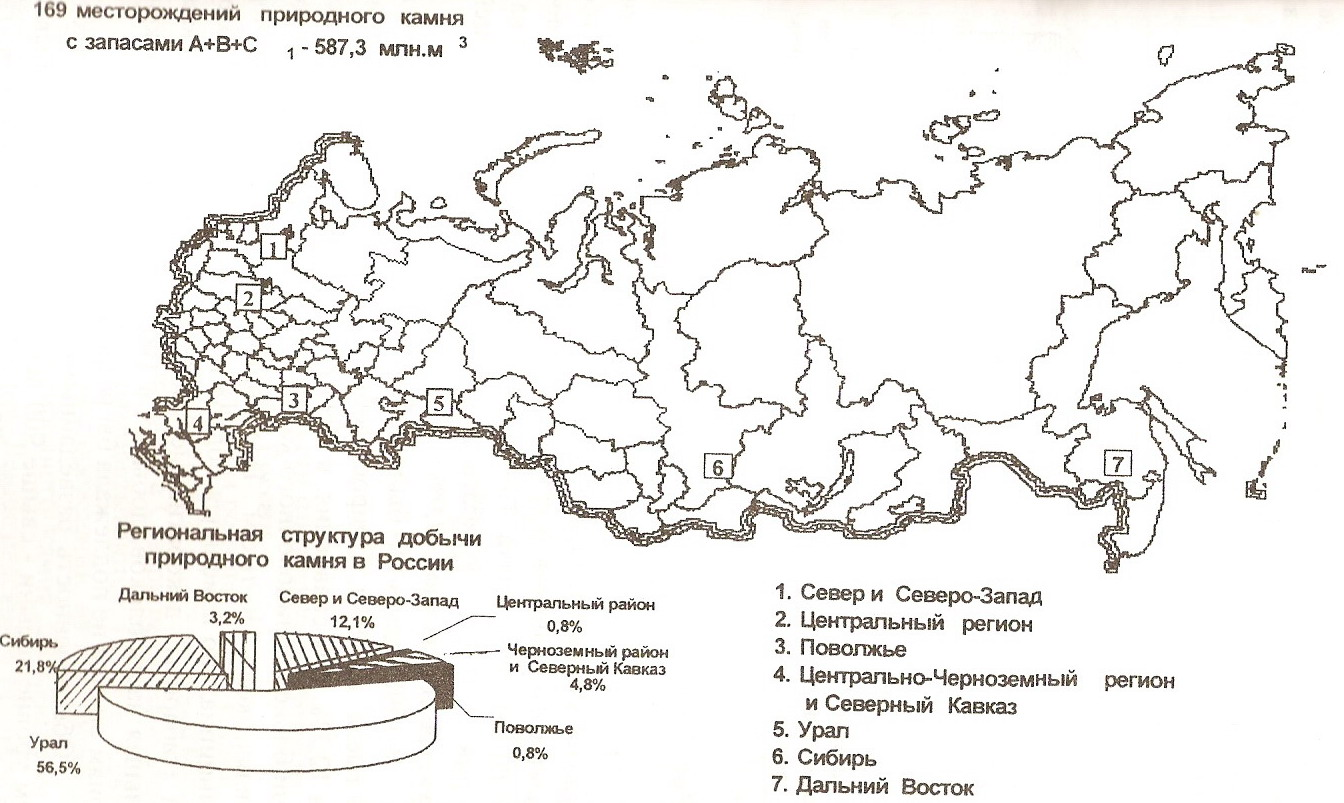 169 месторождений природного камня
с запасами А+В+С 1 - 587,3 млн.м 3
1
2
3
4
5
6
7
Региональная структура добычи
природного камня в России
Дальний Восток
3,2%
Север и Северо-Запад
12,1%
Центральный район
0,8%
Сибирь
21,8%
Черноземный район
и Северный Кавказ
4,8%
Поволжье
0,8%
Урал
56,5%
1. Север и Северо-Запад
2. Центральный регион
3. Поволжье
4. Центрально-Черноземный регион
и Северный Кавказ
5. Урал
6. Сибирь
7. Дальний Восток